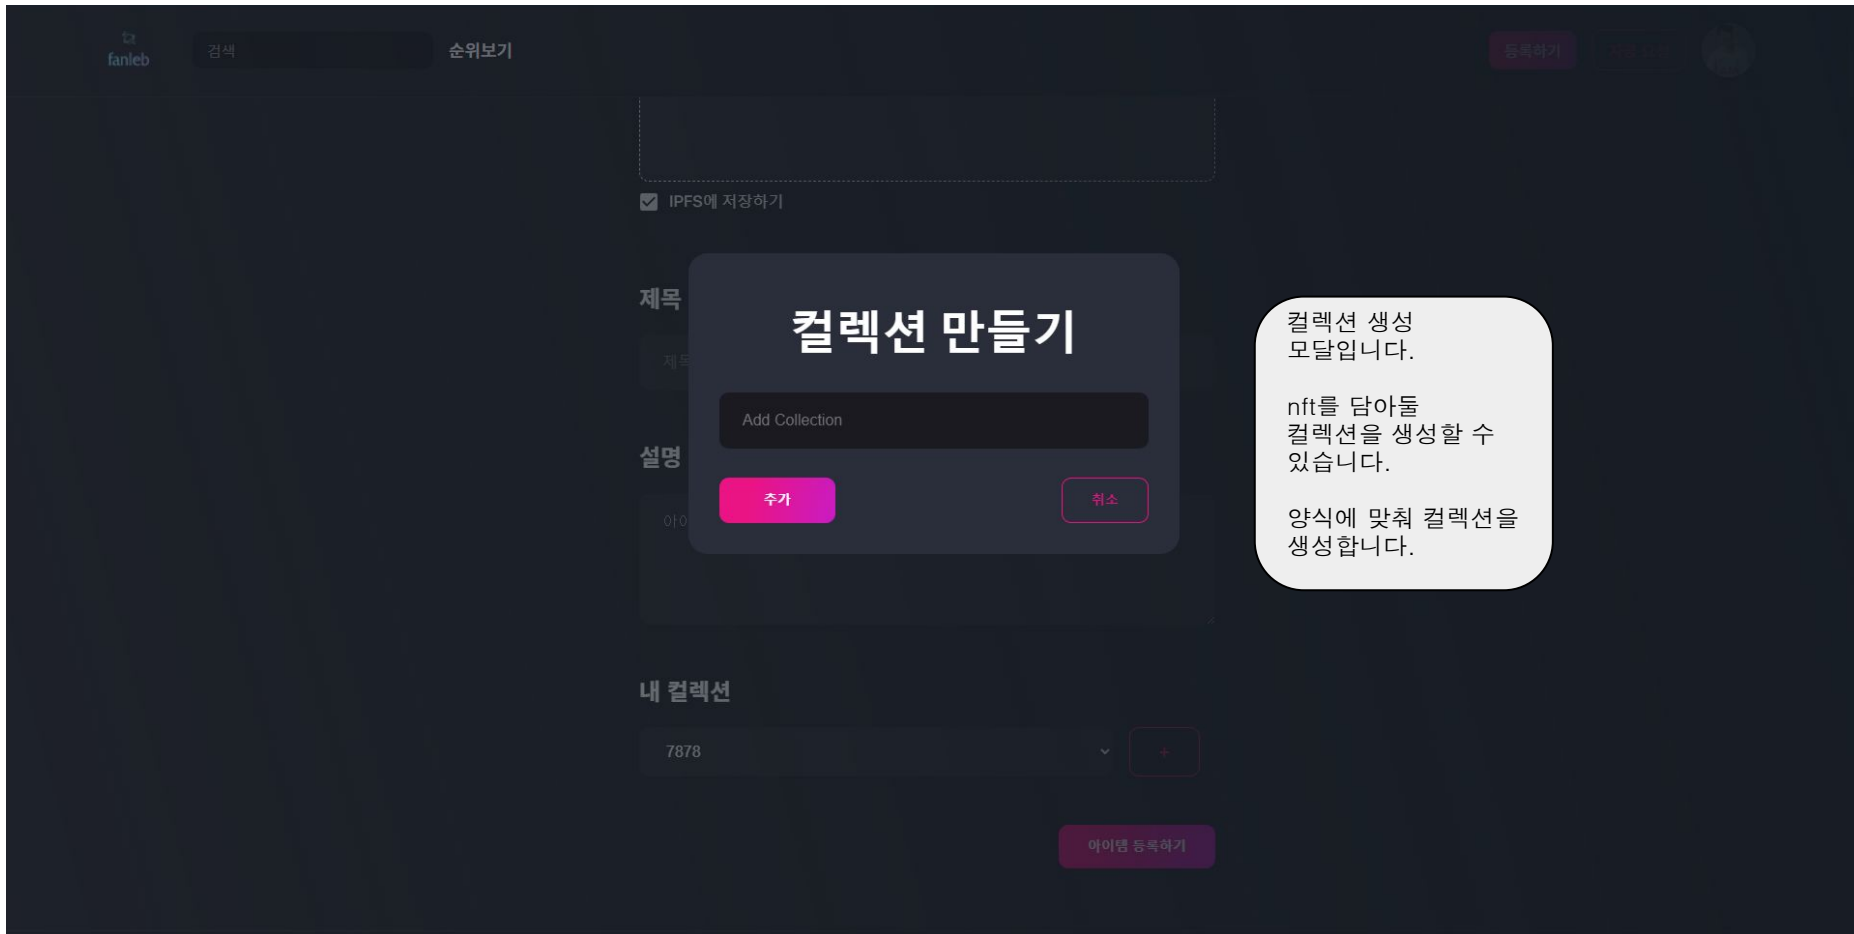 fanleb
검색
순위보기
등록하기
IPFS에 저장하기
제목
컬렉션 만들기
Add Collection
설명
추가
취소
컬렉션 생성
모달입니다.
nft를 담아둘
컬렉션을 생성할 수
있습니다.
양식에 맞춰 컬렉션을
생성합니다.
내 컬렉션
7878
+
아이템 등록하기